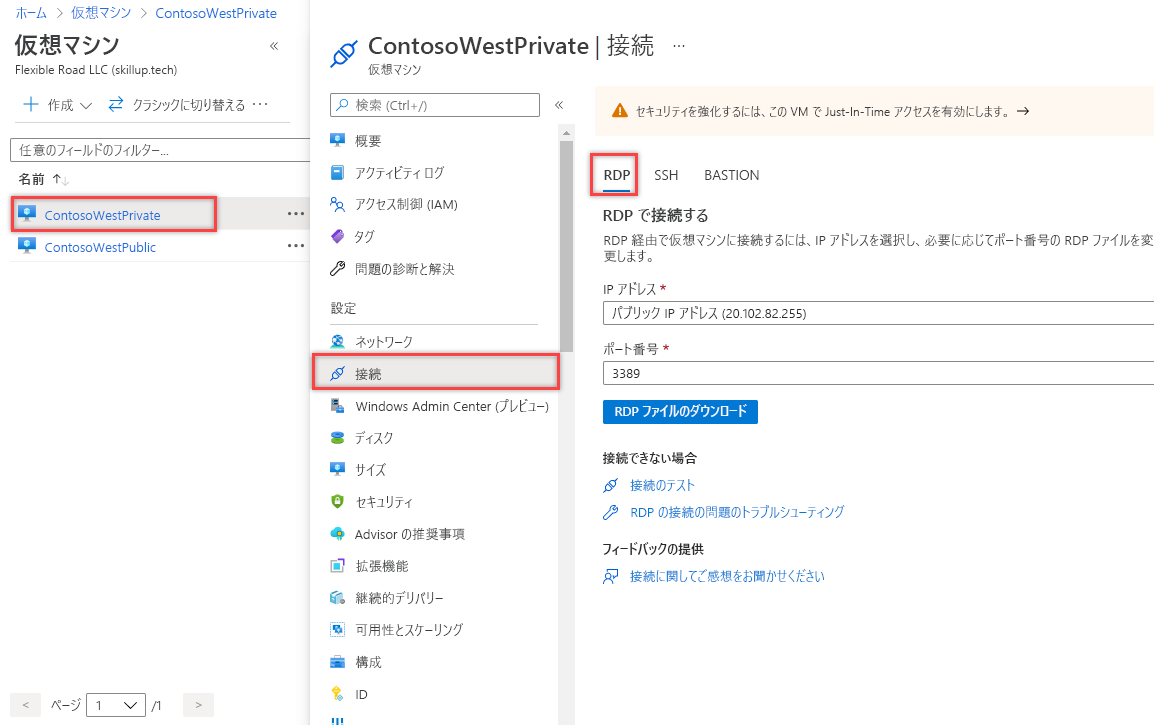 ホーム > 仮想マシン > ContosoWestPrivate
仮想マシン «
Flexible Road LLC (skillup.tech)
作成 クラシックに切り替える ···
任意のフィールドのフィルター...
名前 ↑↓
ContosoWestPrivate ···
ContosoWestPublic ···
< ページ 1 /1 >
ContosoWestPrivate | 接続 ···
仮想マシン
検索 (Ctrl+/) «
概要
アクティビティ ログ
アクセス制御 (IAM)
タグ
問題の診断と解決
設定
ネットワーク
接続
Windows Admin Center (プレビュー)
ディスク
サイズ
セキュリティ
Advisor の推奨事項
拡張機能
継続的デリバリー
可用性とスケーリング
構成
ID
セキュリティを強化するには、この VM で Just-In-Time アクセスを有効にします。 →
RDP SSH BASTION
RDP で接続する
RDP 経由で仮想マシンに接続するには、IP アドレスを選択し、必要に応じてポート番号の RDP ファイルを変
更します。
IP アドレス *
パブリック IP アドレス (20.102.82.255)
ポート番号 *
3389
RDP ファイルのダウンロード
接続できない場合
接続のテスト
RDP の接続の問題のトラブルシューティング
フィードバックの提供
接続に関してご感想をお聞かせください